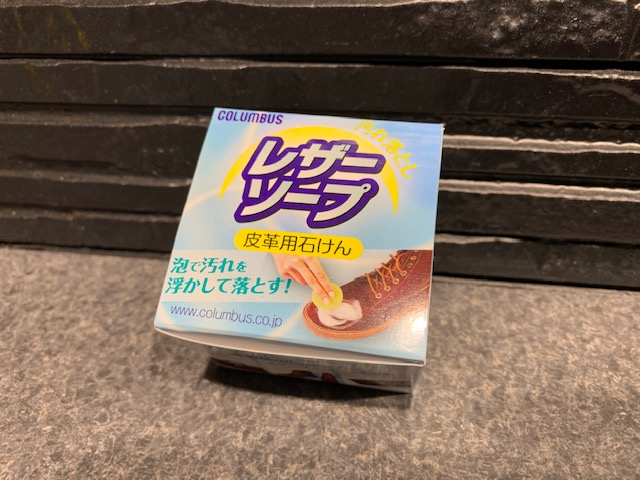 COLUMBUS
汚れ落とし
レザー
ソープ
皮革用石けん
泡で汚れを
浮かして落とす!
www.columbus.co.jp